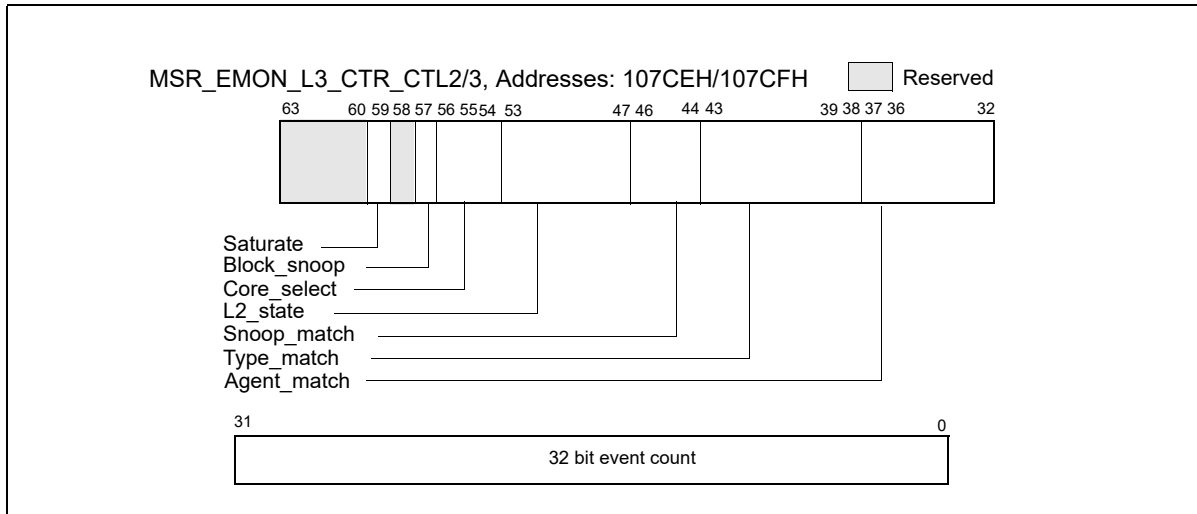 MSR_EMON_L3_CTR_CTL2/3, Addresses: 107CEH/107CFH Reserved
63 60 59 58 57 56 55 54 53 47 46 44 43 39 38 37 36 32
Saturate
Block_snoop
Core_select
L2_state
Snoop_match
Type_match
Agent_match
31 0
32 bit event count